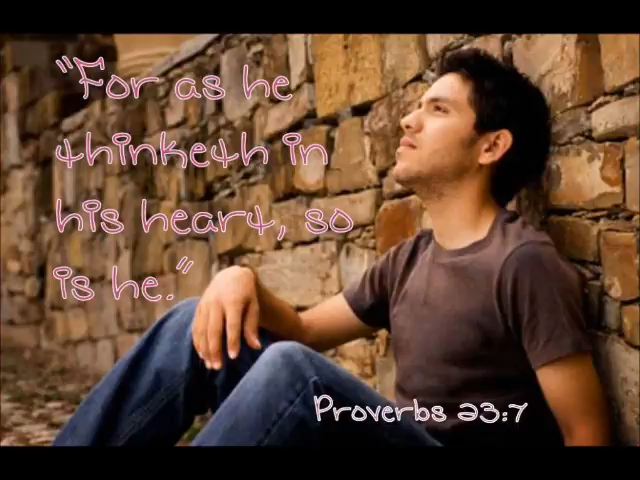 "For as he
thinketh in
his heart, so
is he."
Proverbs 23:7